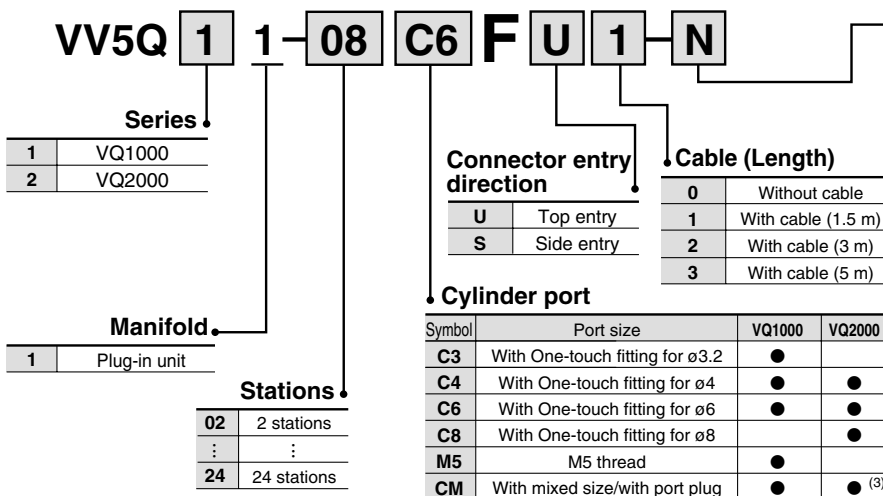 VV5Q 1 1-08 C6 F U 1-N
Series
1 VQ1000
2 VQ2000
Connector entry
direction
U Top entry
S Side entry
Cable (Length)
0 Without cable
1 With cable (1.5 m)
2 With cable (3 m)
3 With cable (5 m)
Manifold
1 Plug-in unit
Stations
02 2 stations
⋮ ⋮
24 24 stations
Cylinder port
Symbol Port size VQ1000 VQ2000
C3 With One-touch fitting for ø3.2 ●
C4 With One-touch fitting for ø4 ● ●
C6 With One-touch fitting for ø6 ● ●
C8 With One-touch fitting for ø8 ●
M5 M5 thread ●
CM With mixed size/with port plug ● ● (3)